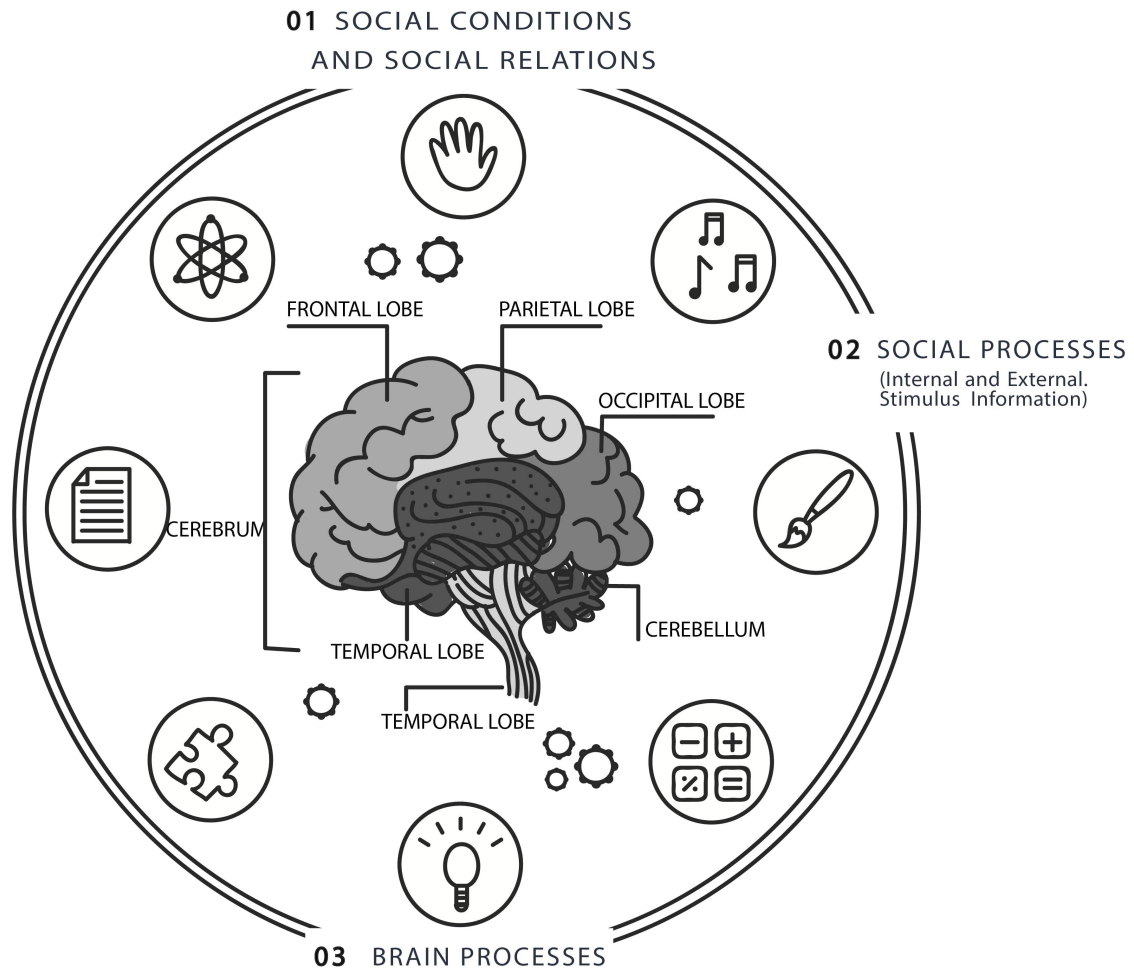 01 SOCIAL CONDITIONS
AND SOCIAL RELATIONS
FRONTAL LOBE
PARIETAL LOBE
02 SOCIAL PROCESSES
(Internal and External.
Stimulus Information)
OCCIPITAL LOBE
CEREBRUM
CEREBELLUM
TEMPORAL LOBE
TEMPORAL LOBE
03 BRAIN PROCESSES